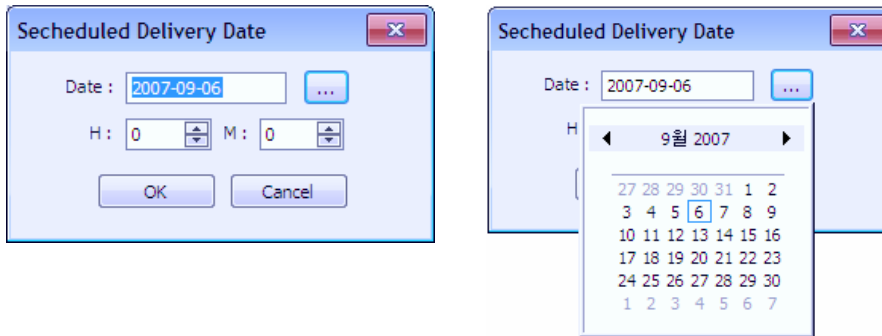 Secheduled Delivery Date
Date : 2007-09-06 ...
H : 0 M : 0
OK Cancel
Secheduled Delivery Date
Date : 2007-09-06 ...
H
9월 2007
27 28 29 30 31 1 2
3 4 5 6 7 8 9
10 11 12 13 14 15 16
17 18 19 20 21 22 23
24 25 26 27 28 29 30
1 2 3 4 5 6 7